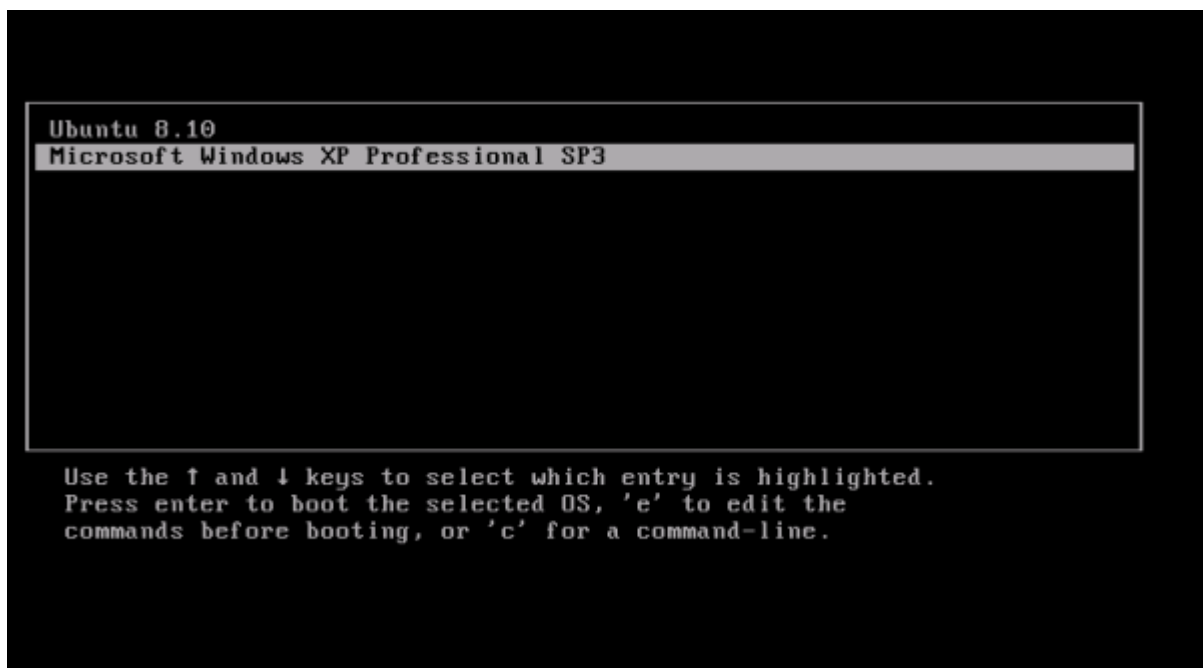 Ubuntu 8.10
Microsoft Windows XP Professional SP3
Use the ↑ and ↓ keys to select which entry is highlighted.
Press enter to boot the selected OS, 'e' to edit the
commands before booting, or 'c' for a command-line.